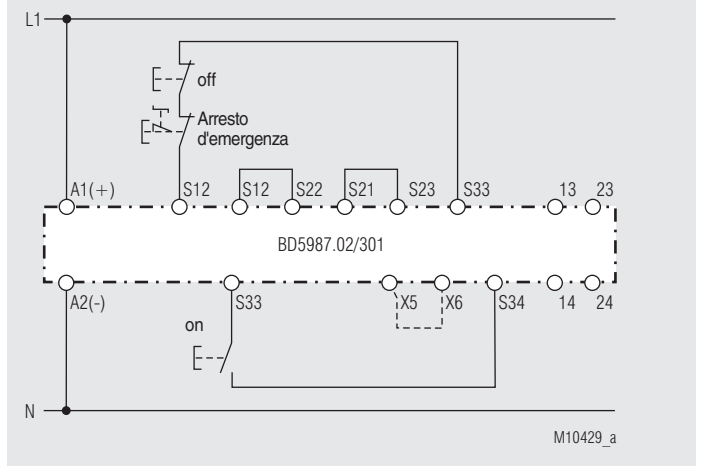 L1
off
Arresto
d'emergenza
A1(+) S12 S12 S22 S21 S23 S33 13 23
BD5987.02/301
A2(-) S33 X5 X6 S34 14 24
on
N
M10429_a